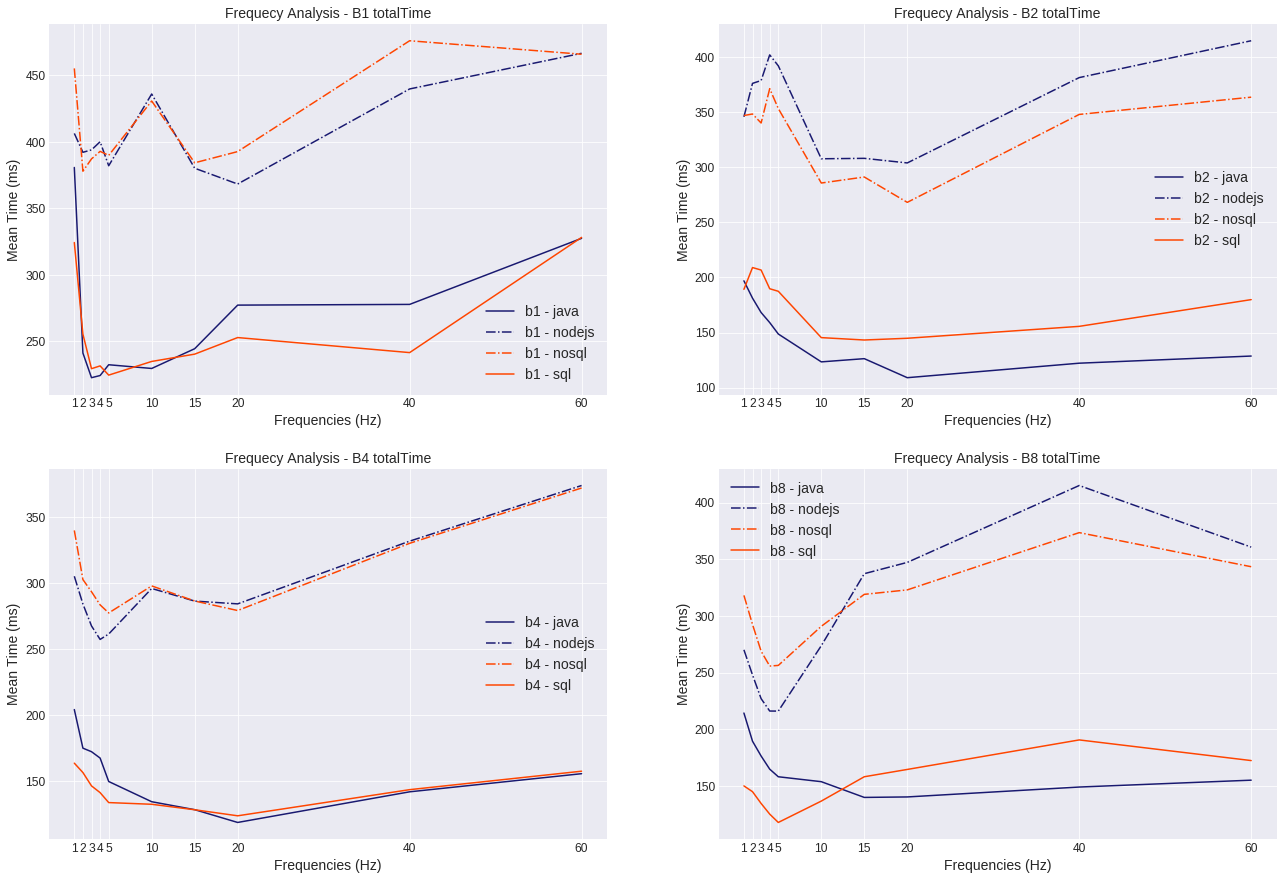 Frequecy Analysis - B1 totalTime
Mean Time (ms)
450
400
350
300
250
b1 - java
b1 - nodejs
b1 - nosql
b1 - sql
1 2 3 4 5 10 15 20 40 60
Frequencies (Hz)
Frequecy Analysis - B2 totalTime
Mean Time (ms)
400
350
300
250
200
150
100
b2 - java
b2 - nodejs
b2 - nosql
b2 - sql
1 2 3 4 5 10 15 20 40 60
Frequencies (Hz)
Frequecy Analysis - B4 totalTime
Mean Time (ms)
350
300
250
200
150
b4 - java
b4 - nodejs
b4 - nosql
b4 - sql
1 2 3 4 5 10 15 20 40 60
Frequencies (Hz)
Frequecy Analysis - B8 totalTime
Mean Time (ms)
400
350
300
250
200
150
b8 - java
b8 - nodejs
b8 - nosql
b8 - sql
1 2 3 4 5 10 15 20 40 60
Frequencies (Hz)